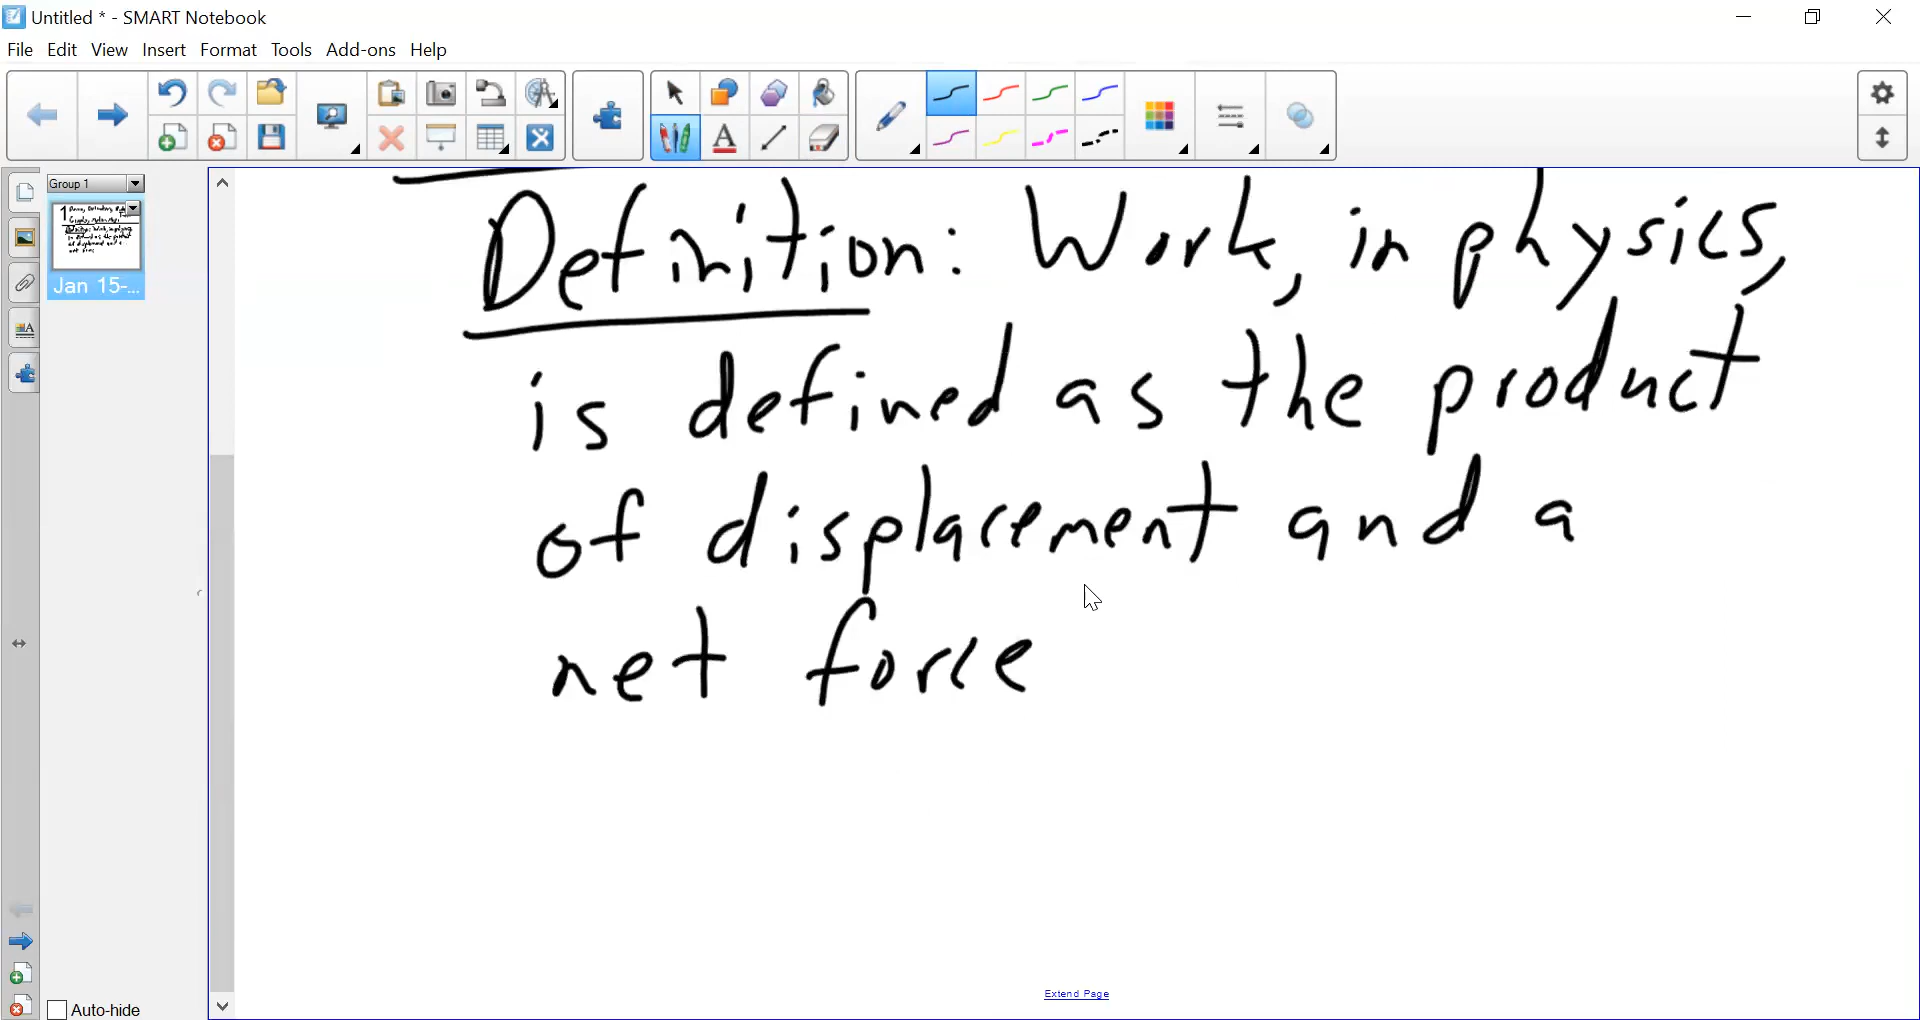 Untitled * - SMART Notebook
File Edit View Insert Format Tools Add-ons Help
Group 1
Jan 15-...
Definition: Work, in physics,
is defined as the product
of displacement and a
net force
Extend Page
Auto-hide